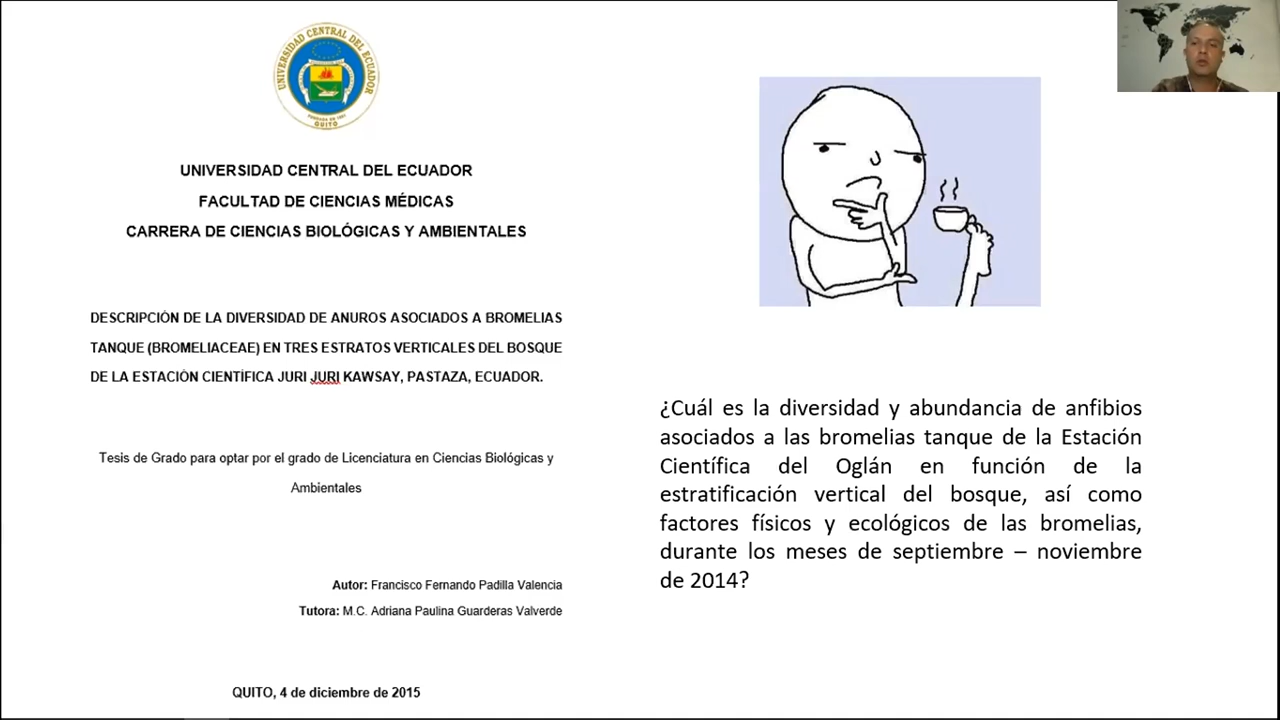 UNIVERSIDAD CENTRAL DEL ECUADOR
QUITO
UNIVERSIDAD CENTRAL DEL ECUADOR
FACULTAD DE CIENCIAS MÉDICAS
CARRERA DE CIENCIAS BIOLÓGICAS Y AMBIENTALES
DESCRIPCIÓN DE LA DIVERSIDAD DE ANUROS ASOCIADOS A BROMELIAS
TANQUE (BROMELIACEAE) EN TRES ESTRATOS VERTICALES DEL BOSQUE
DE LA ESTACIÓN CIENTÍFICA JURI JURI KAWSAY, PASTAZA, ECUADOR.
Tesis de Grado para optar por el grado de Licenciatura en Ciencias Biológicas y
Ambientales
Autor: Francisco Fernando Padilla Valencia
Tutora: M.C. Adriana Paulina Guarderas Valverde
QUITO, 4 de diciembre de 2015
¿Cuál es la diversidad y abundancia de anfibios
asociados a las bromelias tanque de la Estación
Científica del Oglán en función de la
estratificación vertical del bosque, así como
factores físicos y ecológicos de las bromelias,
durante los meses de septiembre – noviembre
de 2014?